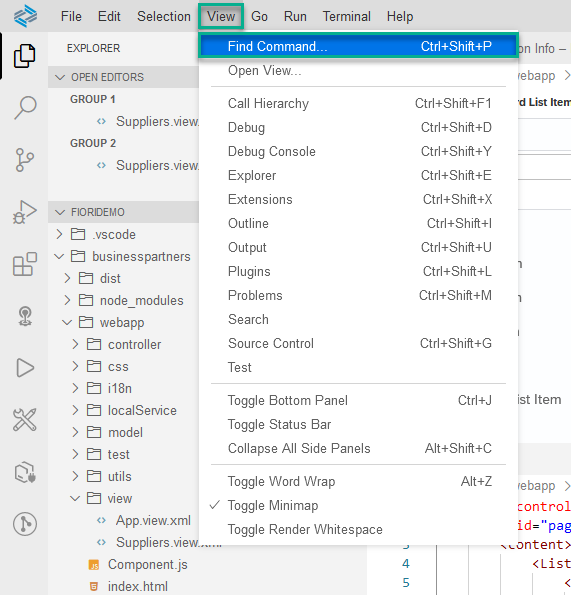 File Edit Selection View Go Run Terminal Help
EXPLORER
OPEN EDITORS
GROUP 1
Suppliers.view.
GROUP 2
Suppliers.view.
FIORIDEMO
.vscode
businesspartners
dist
node_modules
webapp
controller
css
i18n
localService
model
test
utils
view
App.view.xml
Suppliers.view.xml
Component.js
index.html
Find Command... Ctrl+Shift+P
Open View...
Call Hierarchy Ctrl+Shift+F1
Debug Ctrl+Shift+D
Debug Console Ctrl+Shift+Y
Explorer Ctrl+Shift+E
Extensions Ctrl+Shift+X
Outline Ctrl+Shift+I
Output Ctrl+Shift+U
Plugins Ctrl+Shift+L
Problems Ctrl+Shift+M
Search
Source Control Ctrl+Shift+G
Test
Toggle Bottom Panel Ctrl+J
Toggle Status Bar
Collapse All Side Panels Alt+Shift+C
Toggle Word Wrap Alt+Z
Toggle Minimap
Toggle Render Whitespace
on Info –
webapp
rd List Item
n
n
ist Item
webapp
:control
id="pag
3 <content>
4 <List
5 <